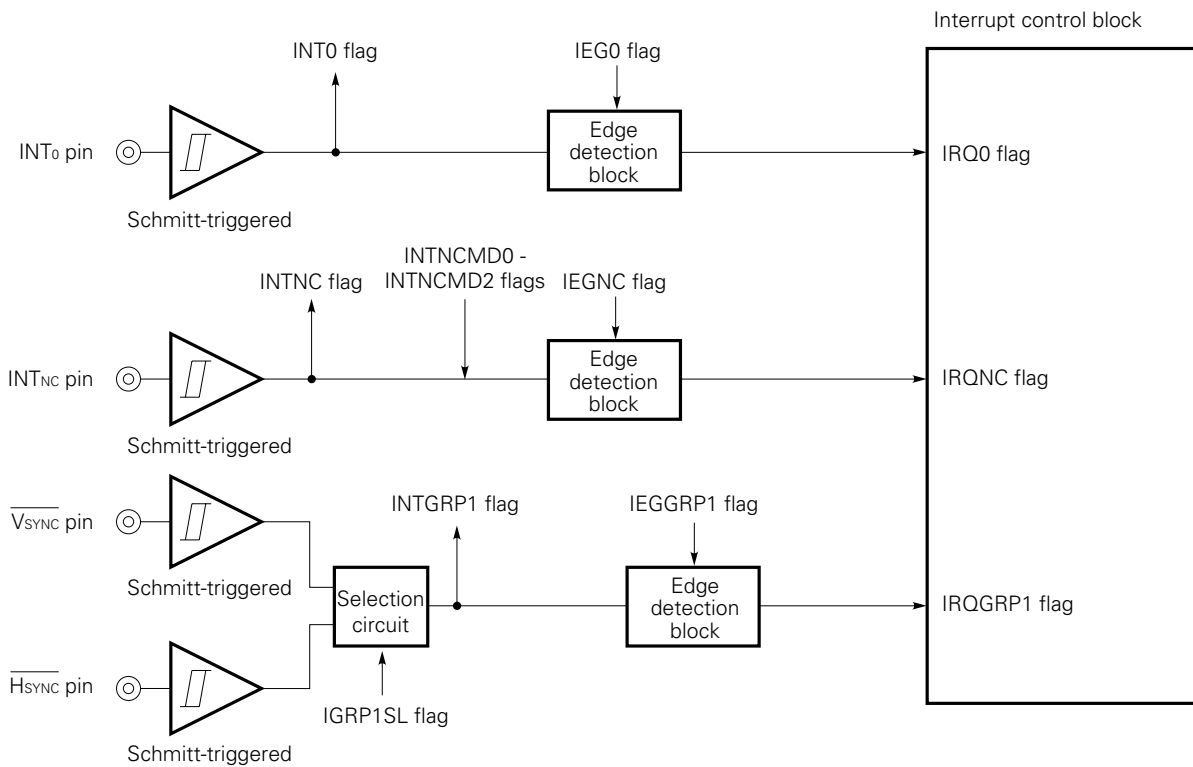 Interrupt control block
INT0 flag
IEG0 flag
INT0 pin
Edge
detection
block
IRQ0 flag
Schmitt-triggered
INTNCMD0 -
INTNCMD2 flags
INTNC flag
IEGNC flag
INTNC pin
Edge
detection
block
IRQNC flag
Schmitt-triggered
VSYNC pin
INTGRP1 flag
IEGGRP1 flag
Schmitt-triggered
Selection
circuit
Edge
detection
block
IRQGRP1 flag
HSYNC pin
IGRP1SL flag
Schmitt-triggered